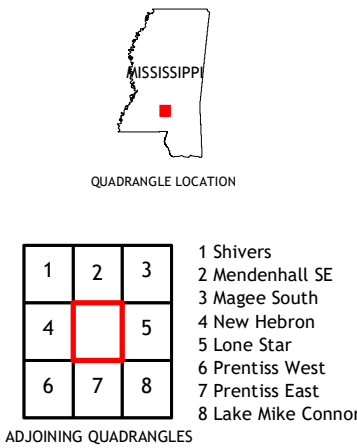 MISSISSIPPI
QUADRANGLE LOCATION
1 2 3
4 5
6 7 8
1 Shivers
2 Mendenhall SE
3 Magee South
4 New Hebron
5 Lone Star
6 Prentiss West
7 Prentiss East
8 Lake Mike Connor
ADJOINING QUADRANGLES